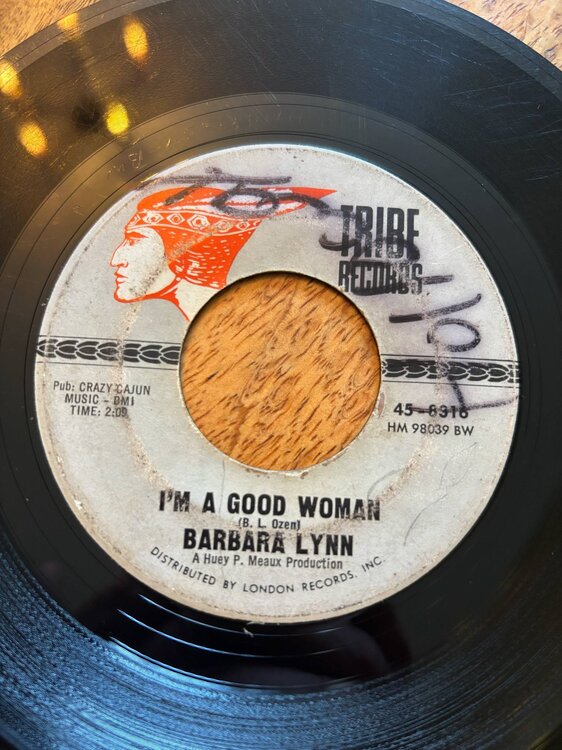 TRIBE
RECORDS
Pub: CRAZY CAJUN
MUSIC - BMI
TIME: 2:09
45-8316
HM 98039 BW
I'M A GOOD WOMAN
(B. L. Ozen)
BARBARA LYNN
A Huey P. Meaux Production
DISTRIBUTED BY LONDON RECORDS, INC.